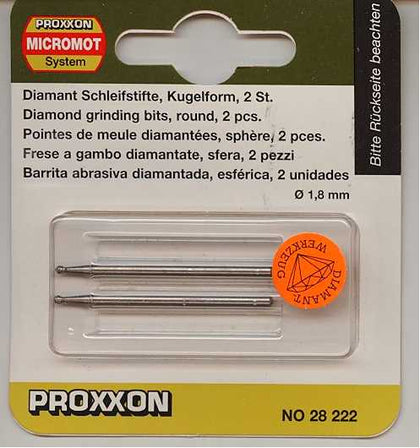 PROXXON
MICROMOT
System
Bitte Rückseite beachten
Diamant Schleifstifte, Kugelform, 2 St.
Diamond grinding bits, round, 2 pcs.
Pointes de meule diamantées, sphère, 2 pces.
Frese a gambo diamantate, sfera, 2 pezzi
Barrita abrasiva diamantada, esférica, 2 unidades
Ø 1,8 mm
DIAMANT-
WERKZEUG
PROXXON
NO 28 222